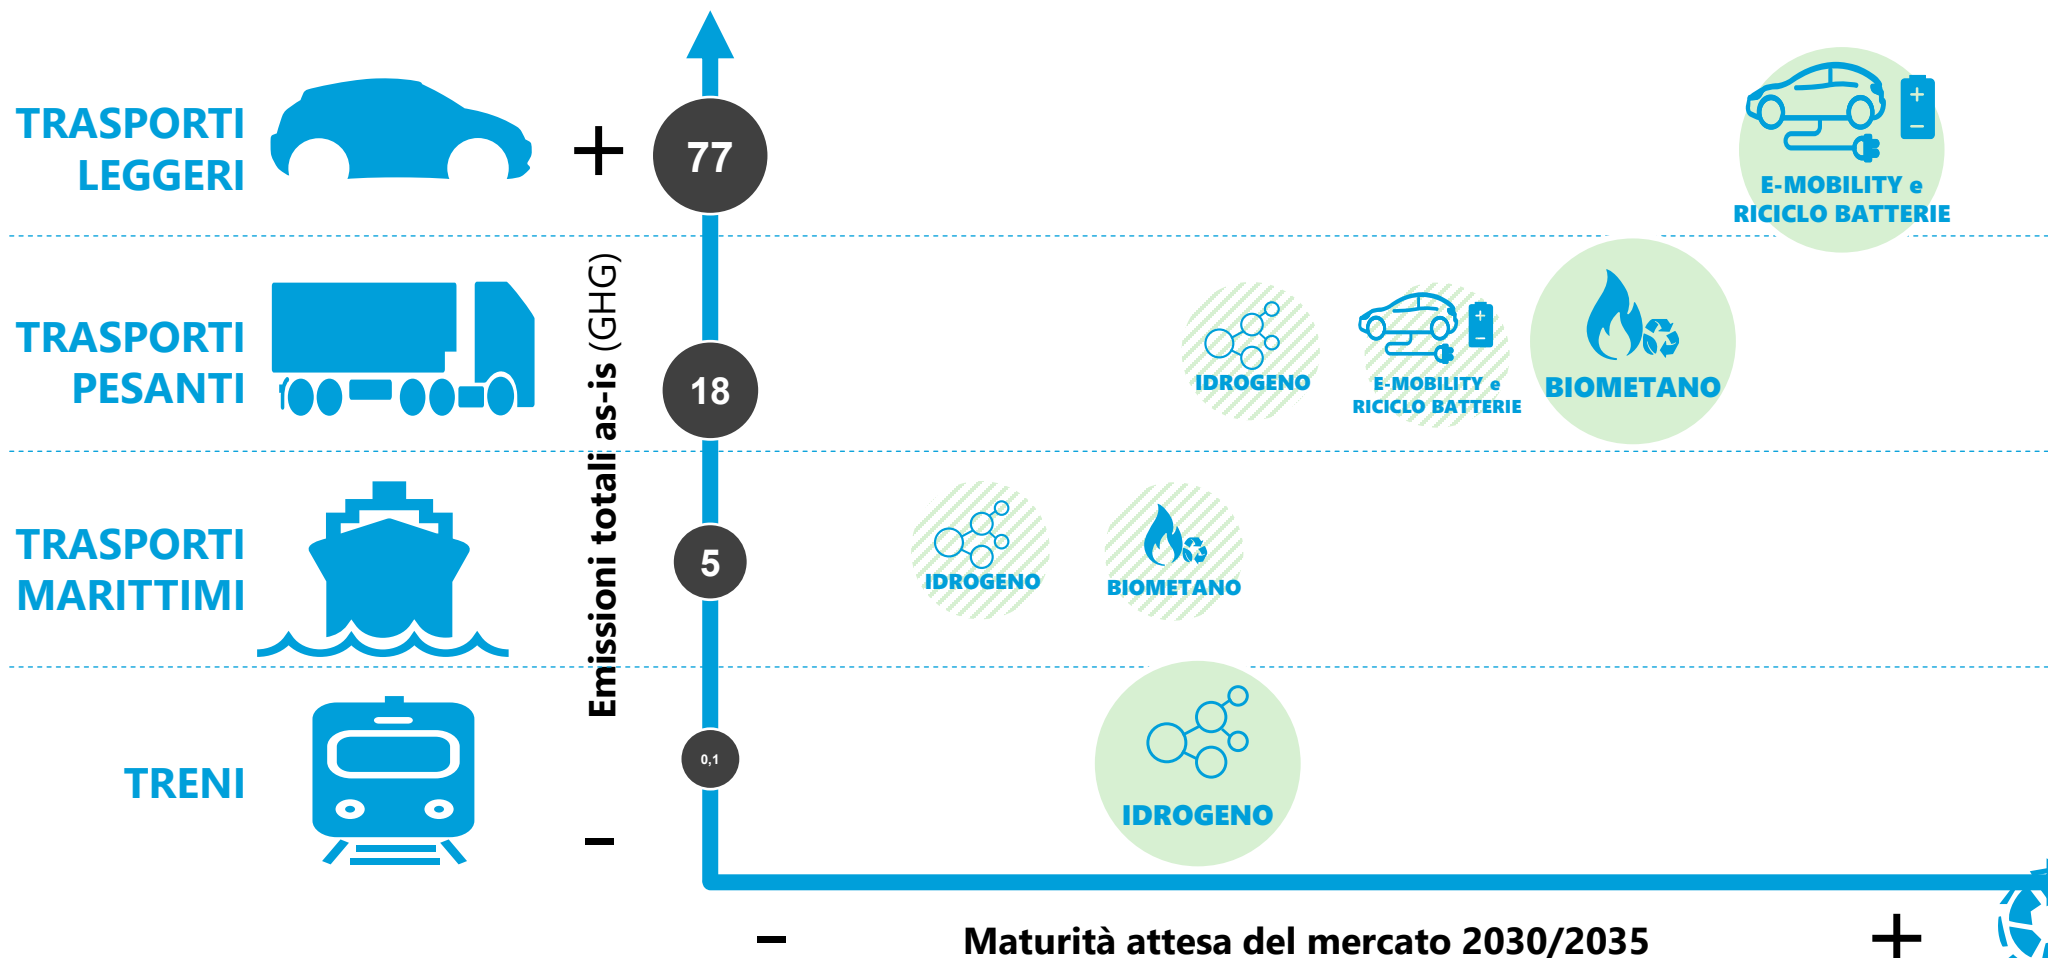 TRASPORTI
LEGGERI
+
77
+
−
E-MOBILITY e
RICICLO BATTERIE
TRASPORTI
PESANTI
Emissioni totali as-is (GHG)
18
IDROGENO
+
−
E-MOBILITY e
RICICLO BATTERIE
BIOMETANO
TRASPORTI
MARITTIMI
5
IDROGENO
BIOMETANO
TRENI
0,1
IDROGENO
−
− Maturità attesa del mercato 2030/2035 +